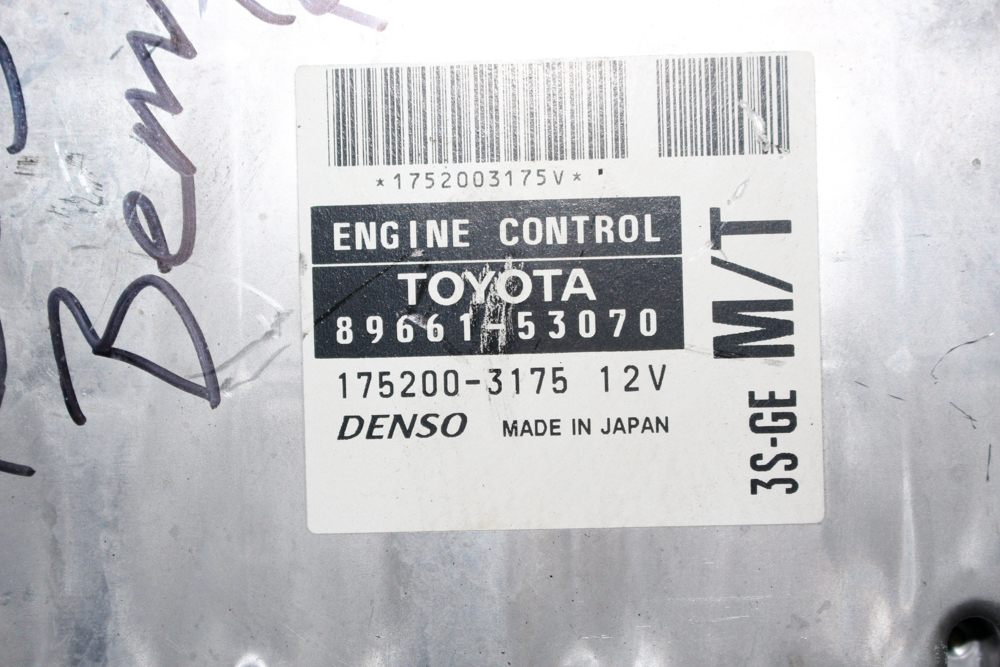 *1752003175V*
ENGINE CONTROL
TOYOTA
89661-53070
175200-3175 12V
DENSO MADE IN JAPAN
M/T
3S-GE